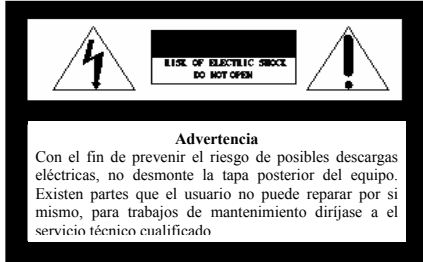 RISK OF ELECTRIC SHOCK
DO NOT OPEN
Advertencia
Con el fin de prevenir el riesgo de posibles descargas
eléctricas, no desmonte la tapa posterior del equipo.
Existen partes que el usuario no puede reparar por si
mismo, para trabajos de mantenimiento diríjase a el
servicio técnico cualificado